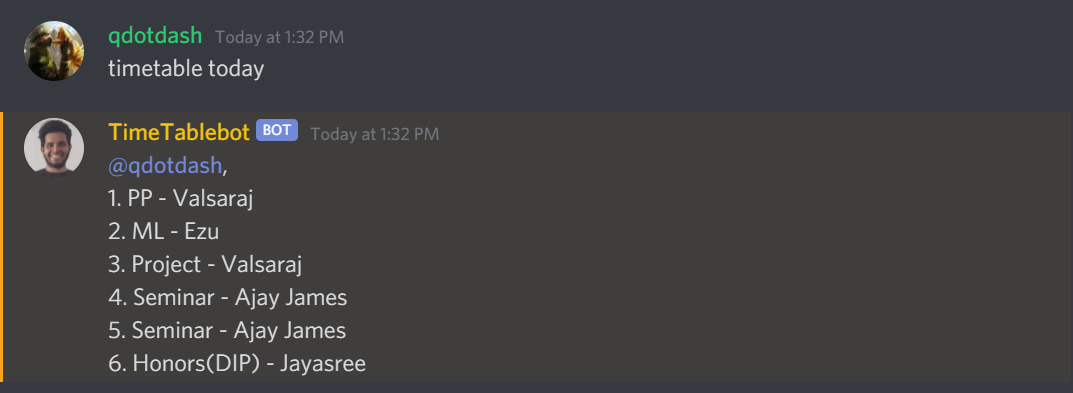 qdotdash Today at 1:32 PM
timetable today
TimeTablebot BOT Today at 1:32 PM
@qdotdash,
1. PP - Valsaraj
2. ML - Ezu
3. Project - Valsaraj
4. Seminar - Ajay James
5. Seminar - Ajay James
6. Honors(DIP) - Jayasree